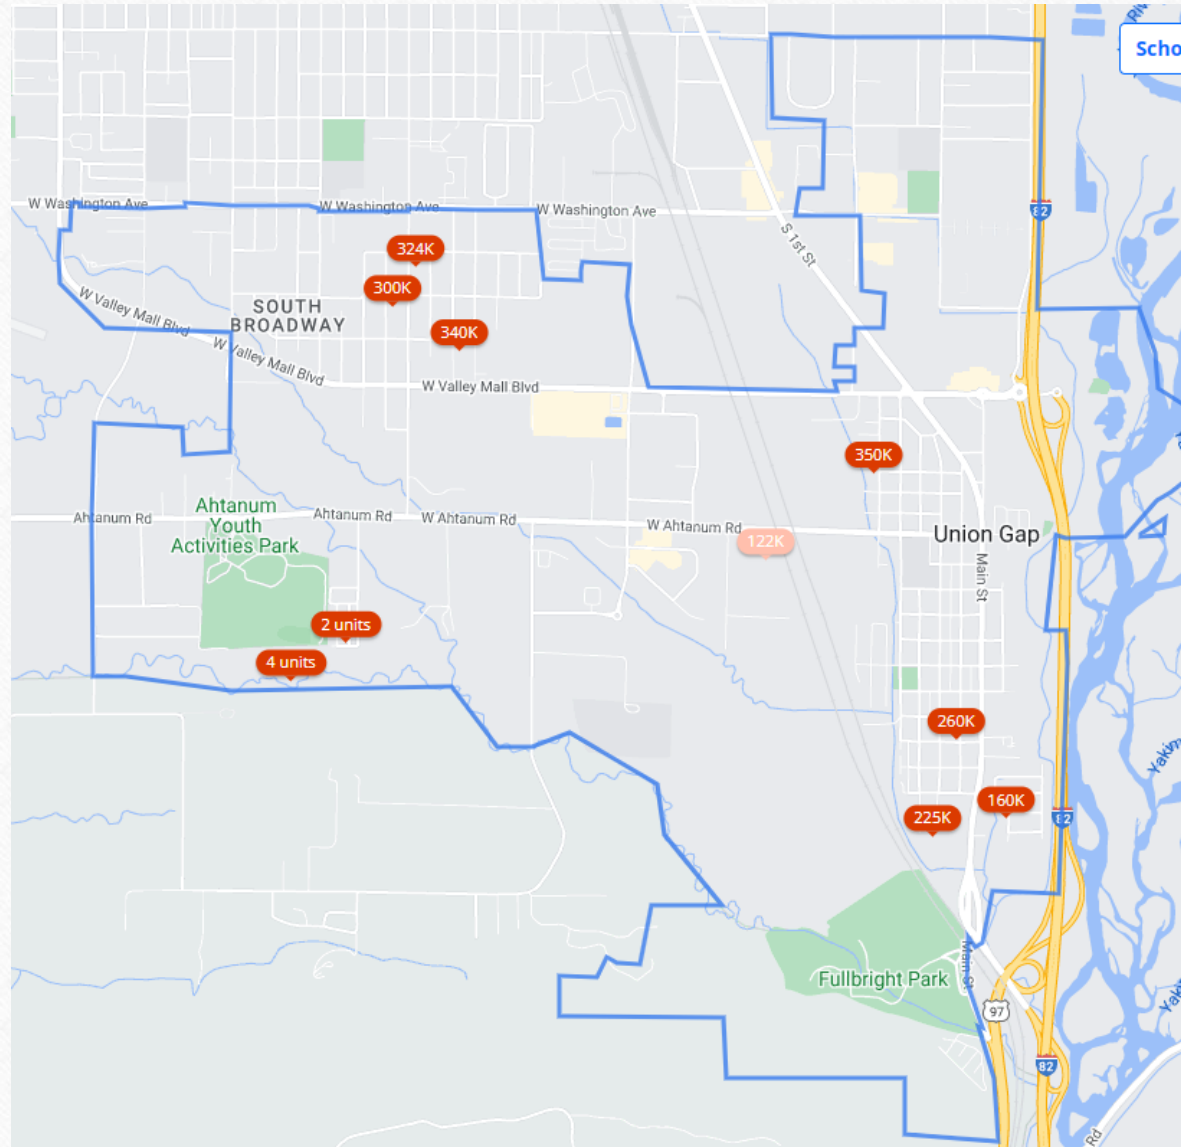 Scho
W Washington Ave
W Washington Ave
W Washington Ave
82
S 1st St
324K
300K
SOUTH
BROADWAY
W Valley Mall Blvd
340K
W Valley Mall Blvd
W Valley Mall Blvd
350K
Ahtanum
Youth
Activities Park
Ahtanum Rd
Ahtanum Rd
W Ahtanum Rd
W Ahtanum Rd
122K
Union Gap
Main St
2 units
4 units
260K
160K
225K
82
Main St
Fullbright Park
97
82
Rd